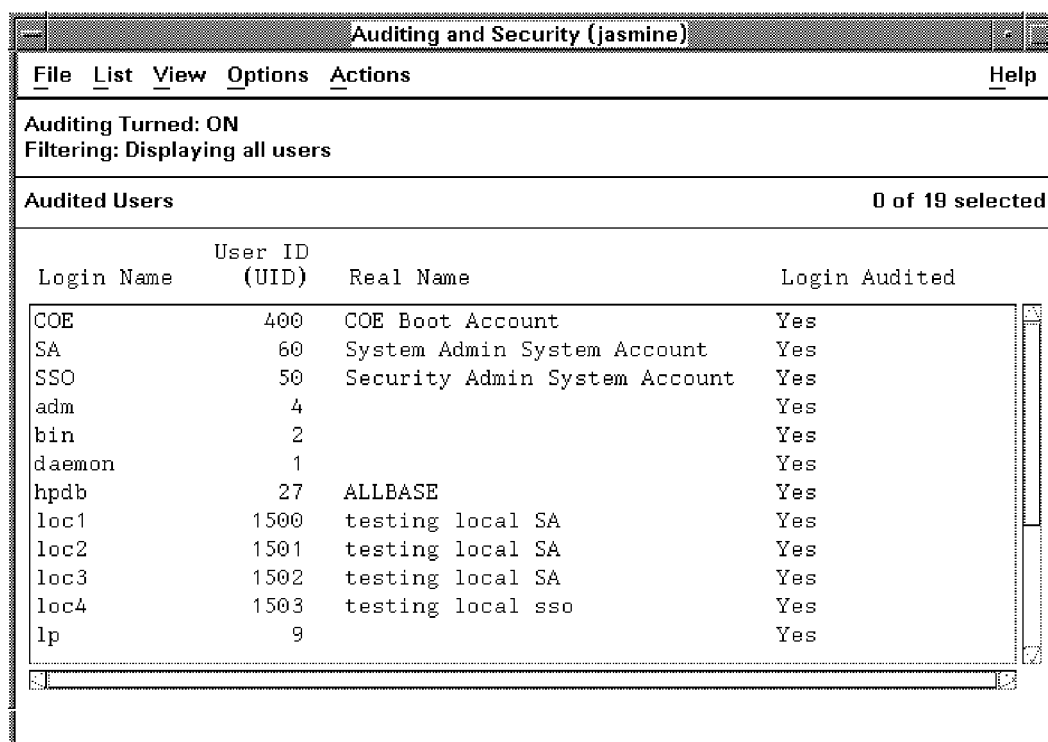 Auditing and Security (jasmine)
File List View Options Actions Help
Auditing Turned: ON
Filtering: Displaying all users
Audited Users 0 of 19 selected
User ID
Login Name (UID) Real Name Login Audited
COE 400 COE Boot Account Yes
SA 60 System Admin System Account Yes
SSO 50 Security Admin System Account Yes
adm 4 Yes
bin 2 Yes
daemon 1 Yes
hpdb 27 ALLBASE Yes
loc1 1500 testing local SA Yes
loc2 1501 testing local SA Yes
loc3 1502 testing local SA Yes
loc4 1503 testing local sso Yes
lp 9 Yes